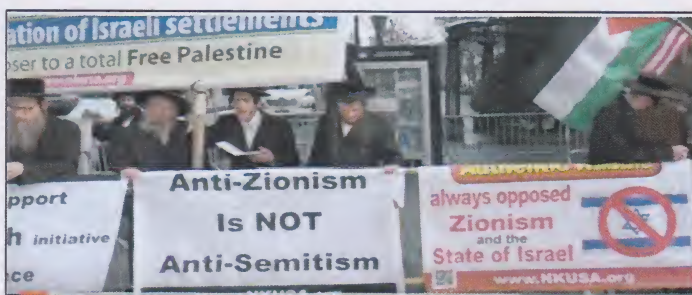 ation of Israeli settlements
oser to a total Free Palestine
pport
h initiative
ce
Anti-Zionism
Is NOT
Anti-Semitism
always opposed
Zionism
and the
State of Israel
www.NKUSA.org